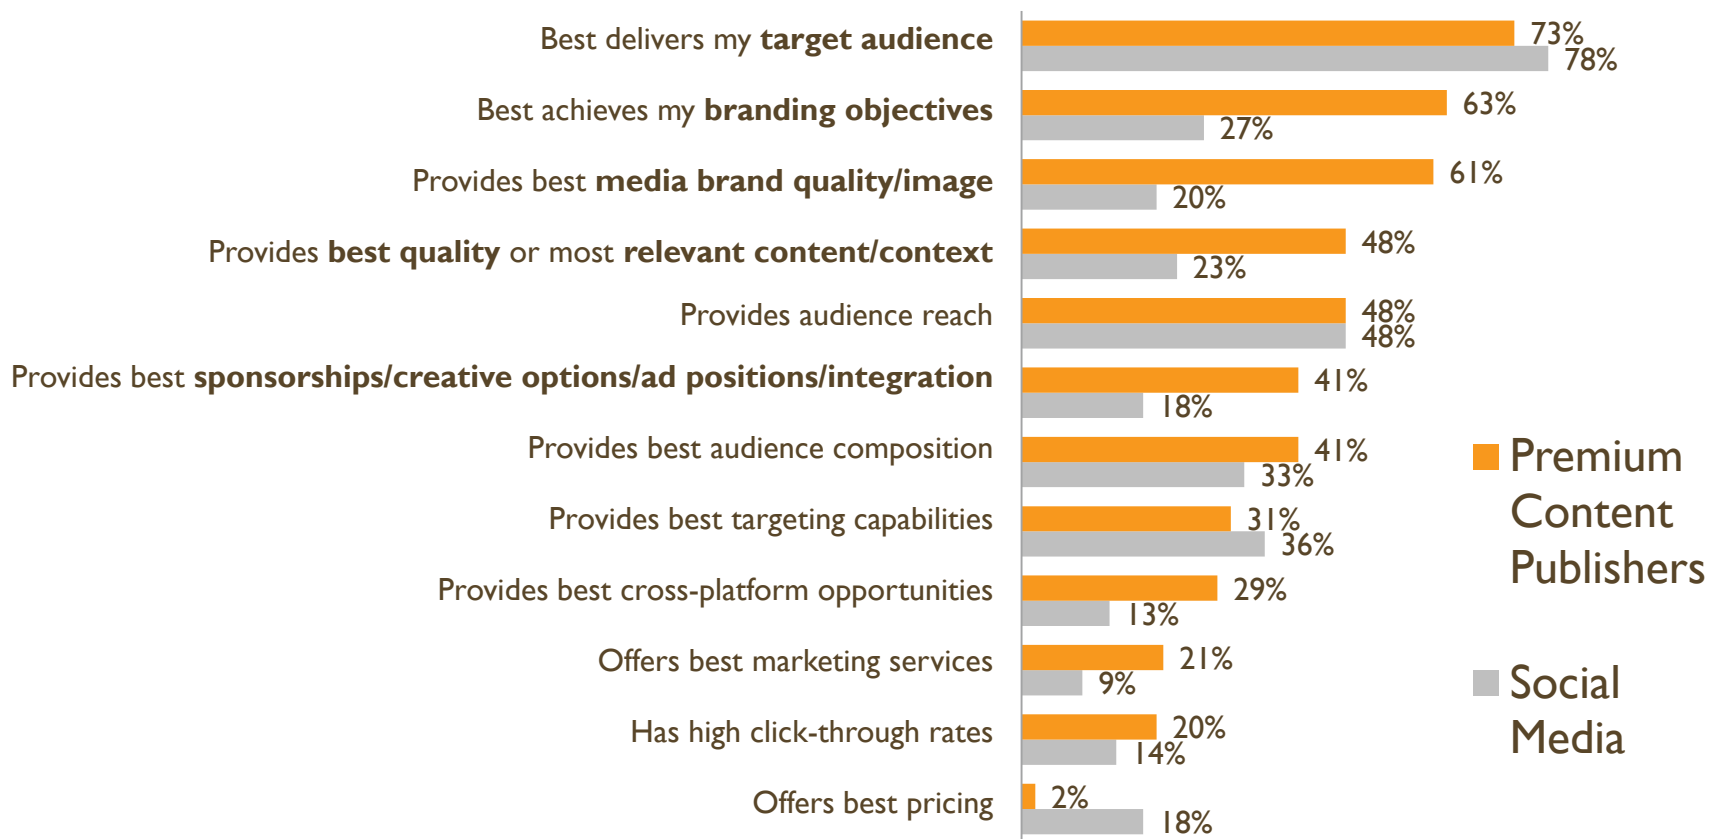 Best delivers my target audience
73%
78%
Best achieves my branding objectives
63%
27%
Provides best media brand quality/image
61%
20%
Provides best quality or most relevant content/context
48%
23%
Provides audience reach
48%
48%
Provides best sponsorships/creative options/ad positions/integration
41%
18%
Provides best audience composition
41%
33%
Provides best targeting capabilities
31%
36%
Provides best cross-platform opportunities
29%
13%
Offers best marketing services
21%
9%
Has high click-through rates
20%
14%
Offers best pricing
2%
18%
Premium
Content
Publishers
Social
Media